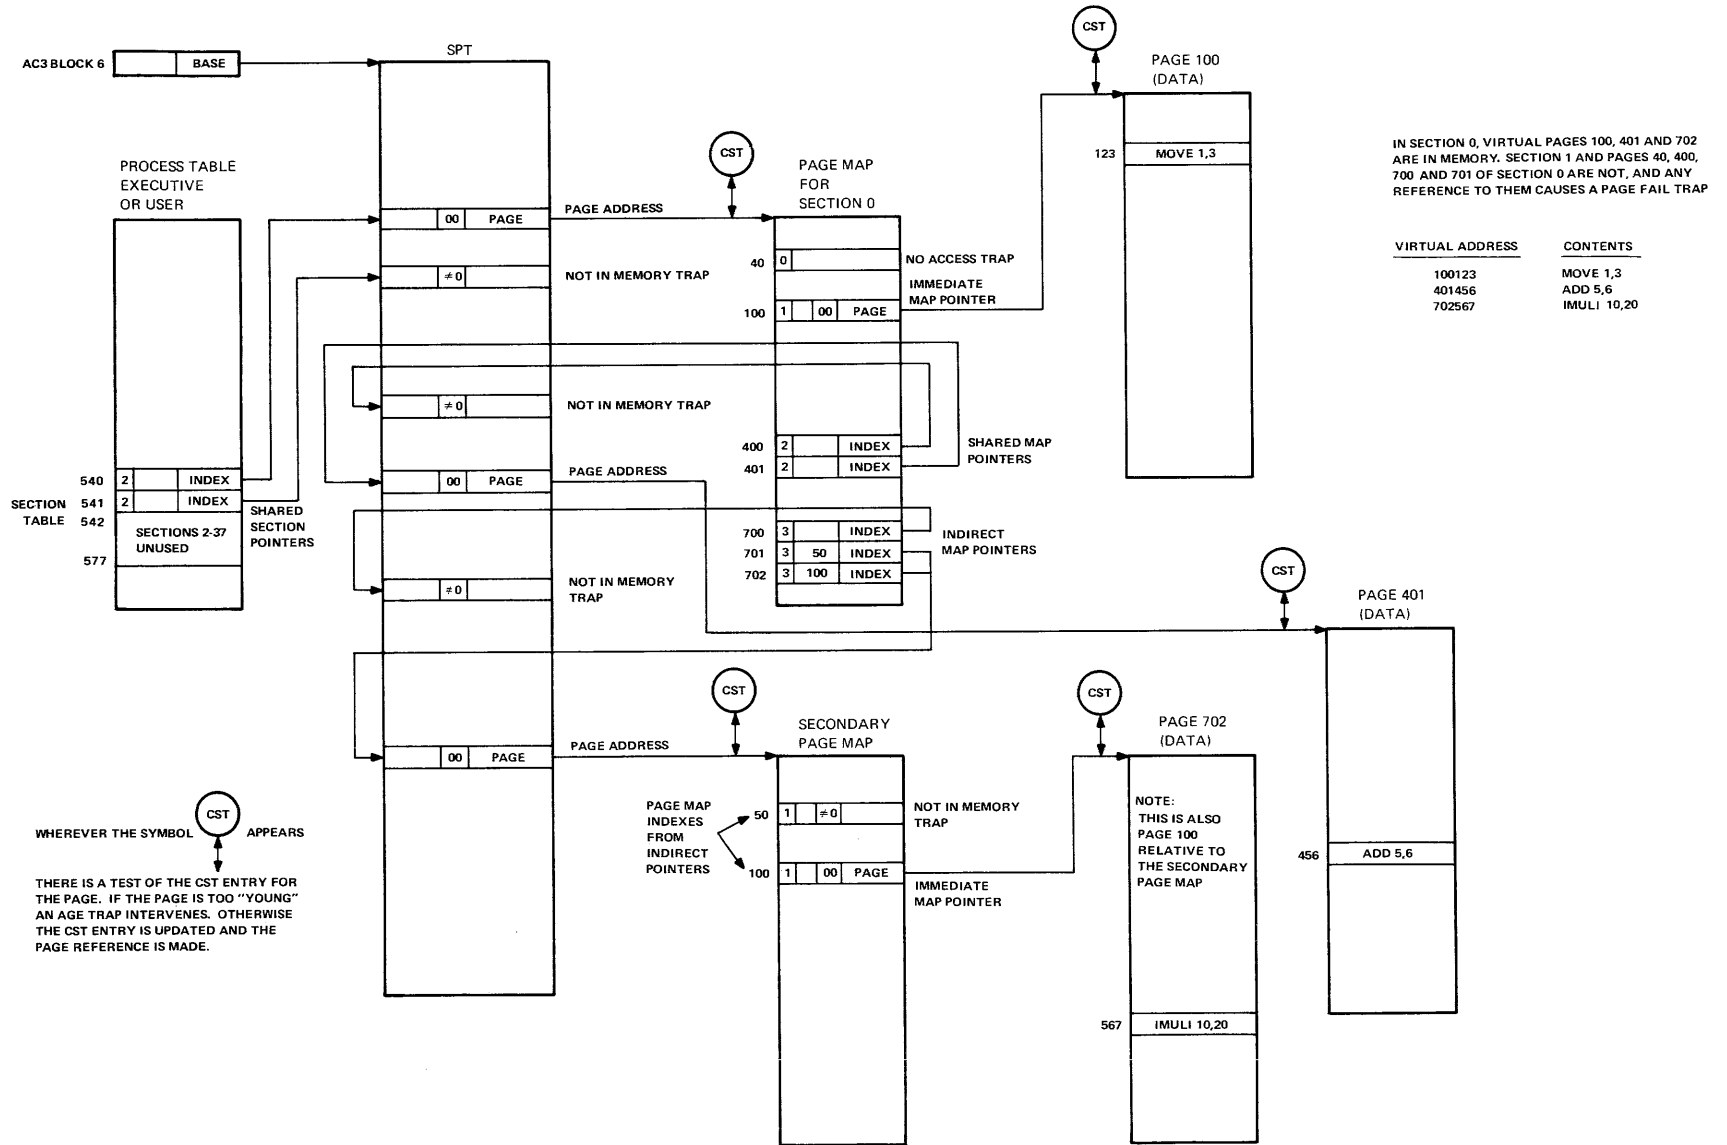 AC3 BLOCK 6
BASE
SPT
CST
PAGE 100
(DATA)
123
MOVE 1,3
IN SECTION 0, VIRTUAL PAGES 100, 401 AND 702
ARE IN MEMORY. SECTION 1 AND PAGES 40, 400,
700 AND 701 OF SECTION 0 ARE NOT, AND ANY
REFERENCE TO THEM CAUSES A PAGE FAIL TRAP
VIRTUAL ADDRESS CONTENTS
100123 MOVE 1,3
401456 ADD 5,6
702567 IMULI 10,20
PROCESS TABLE
EXECUTIVE
OR USER
540 2 INDEX
SECTION 541 2 INDEX
TABLE 542
SECTIONS 2-37
UNUSED
577
SHARED
SECTION
POINTERS
00 PAGE
PAGE ADDRESS
≠0
NOT IN MEMORY TRAP
≠0
NOT IN MEMORY TRAP
00 PAGE
PAGE ADDRESS
≠0
NOT IN MEMORY
TRAP
00 PAGE
PAGE ADDRESS
CST
PAGE MAP
FOR
SECTION 0
40 0
NO ACCESS TRAP
IMMEDIATE
MAP POINTER
100 1 00 PAGE
400 2 INDEX
401 2 INDEX
SHARED MAP
POINTERS
700 3 INDEX
701 3 50 INDEX
702 3 100 INDEX
INDIRECT
MAP POINTERS
CST
PAGE 401
(DATA)
456
ADD 5,6
CST
SECONDARY
PAGE MAP
PAGE MAP
INDEXES
FROM
INDIRECT
POINTERS
50 1 ≠0
NOT IN MEMORY
TRAP
100 1 00 PAGE
IMMEDIATE
MAP POINTER
CST
PAGE 702
(DATA)
NOTE:
THIS IS ALSO
PAGE 100
RELATIVE TO
THE SECONDARY
PAGE MAP
567
IMULI 10,20
WHEREVER THE SYMBOL CST APPEARS
THERE IS A TEST OF THE CST ENTRY FOR
THE PAGE. IF THE PAGE IS TOO "YOUNG"
AN AGE TRAP INTERVENES. OTHERWISE
THE CST ENTRY IS UPDATED AND THE
PAGE REFERENCE IS MADE.